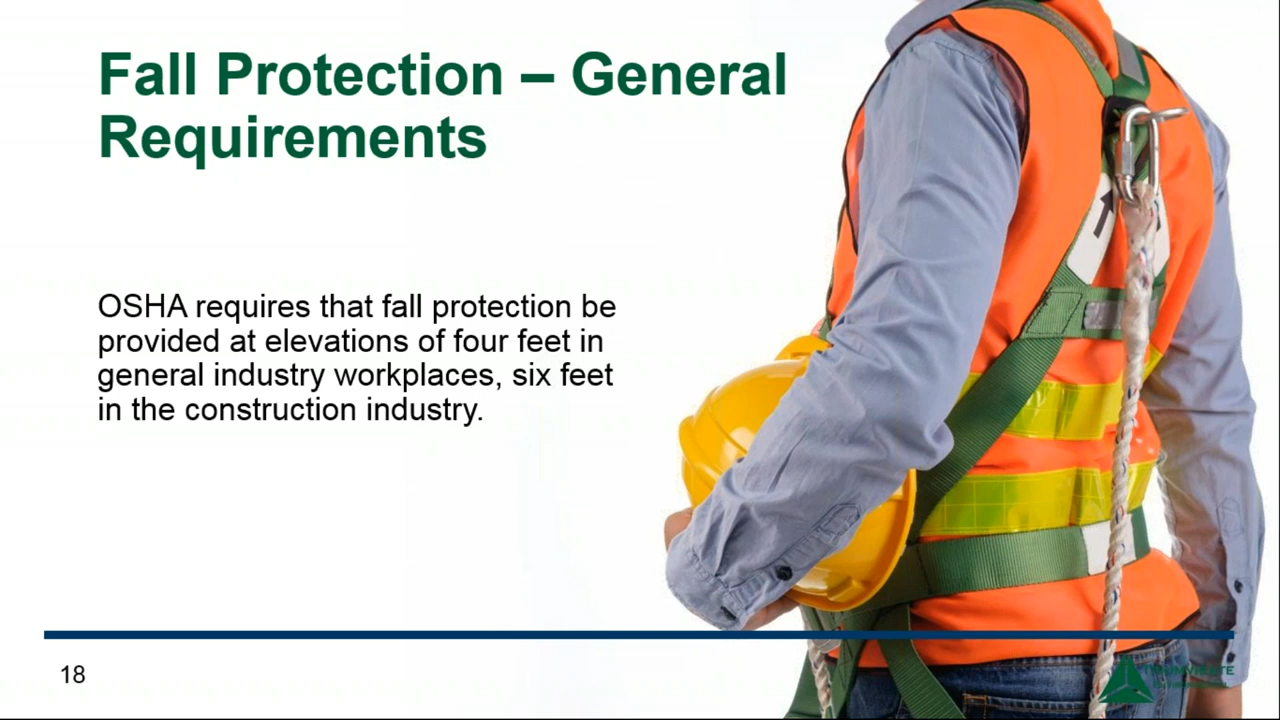 Fall Protection – General
Requirements
OSHA requires that fall protection be
provided at elevations of four feet in
general industry workplaces, six feet
in the construction industry.
18